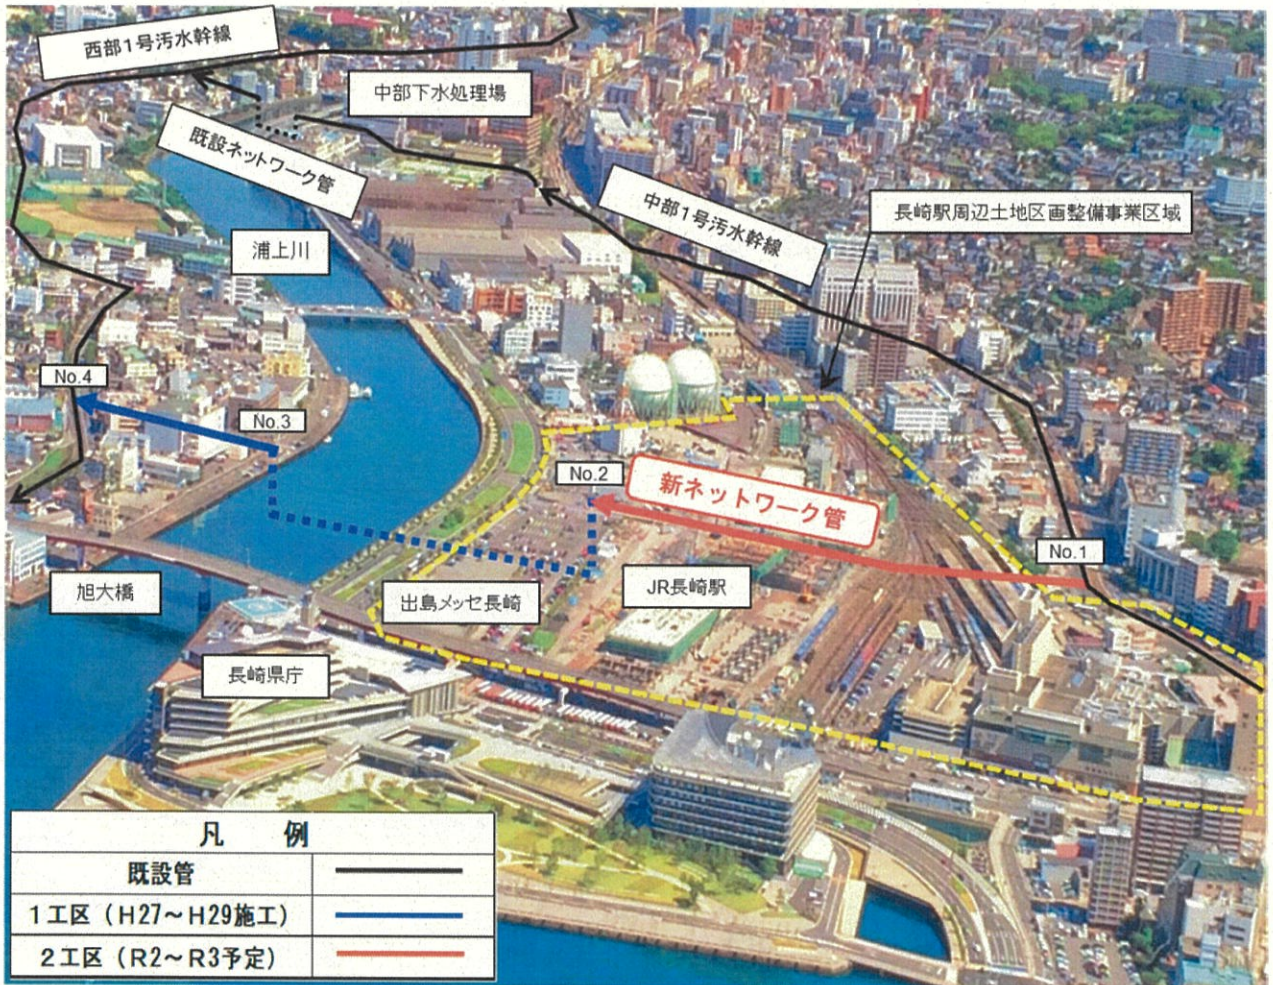 西部1号汚水幹線
中部下水処理場
既設ネットワーク管
中部1号汚水幹線
長崎駅周辺土地区画整備事業区域
浦上川
No.4
No.3
No.2
新ネットワーク管
No.1
旭大橋
出島メッセ長崎
JR長崎駅
長崎県庁
凡 例
既設管
1工区(H27~H29施工)
2工区(R2~R3予定)